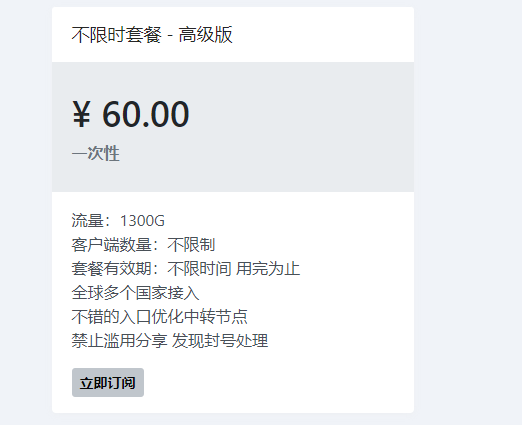 不限时套餐 - 高级版
¥ 60.00
一次性
流量：1300G
客户端数量：不限制
套餐有效期：不限时间 用完为止
全球多个国家接入
不错的入口优化中转节点
禁止滥用分享 发现封号处理
立即订阅